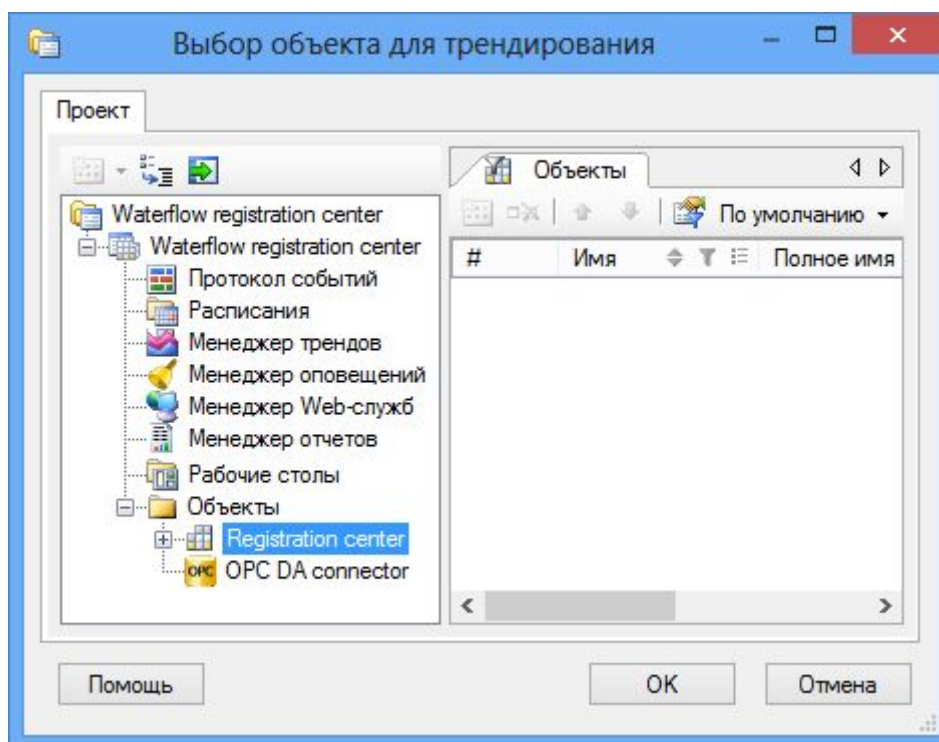 Выбор объекта для трендирования
Проект
Объекты
По умолчанию
# Имя Полное имя
Waterflow registration center
Waterflow registration center
Протокол событий
Расписания
Менеджер трендов
Менеджер оповещений
Менеджер Web-служб
Менеджер отчетов
Рабочие столы
Объекты
Registration center
OPC OPC DA connector
Помощь OK Отмена